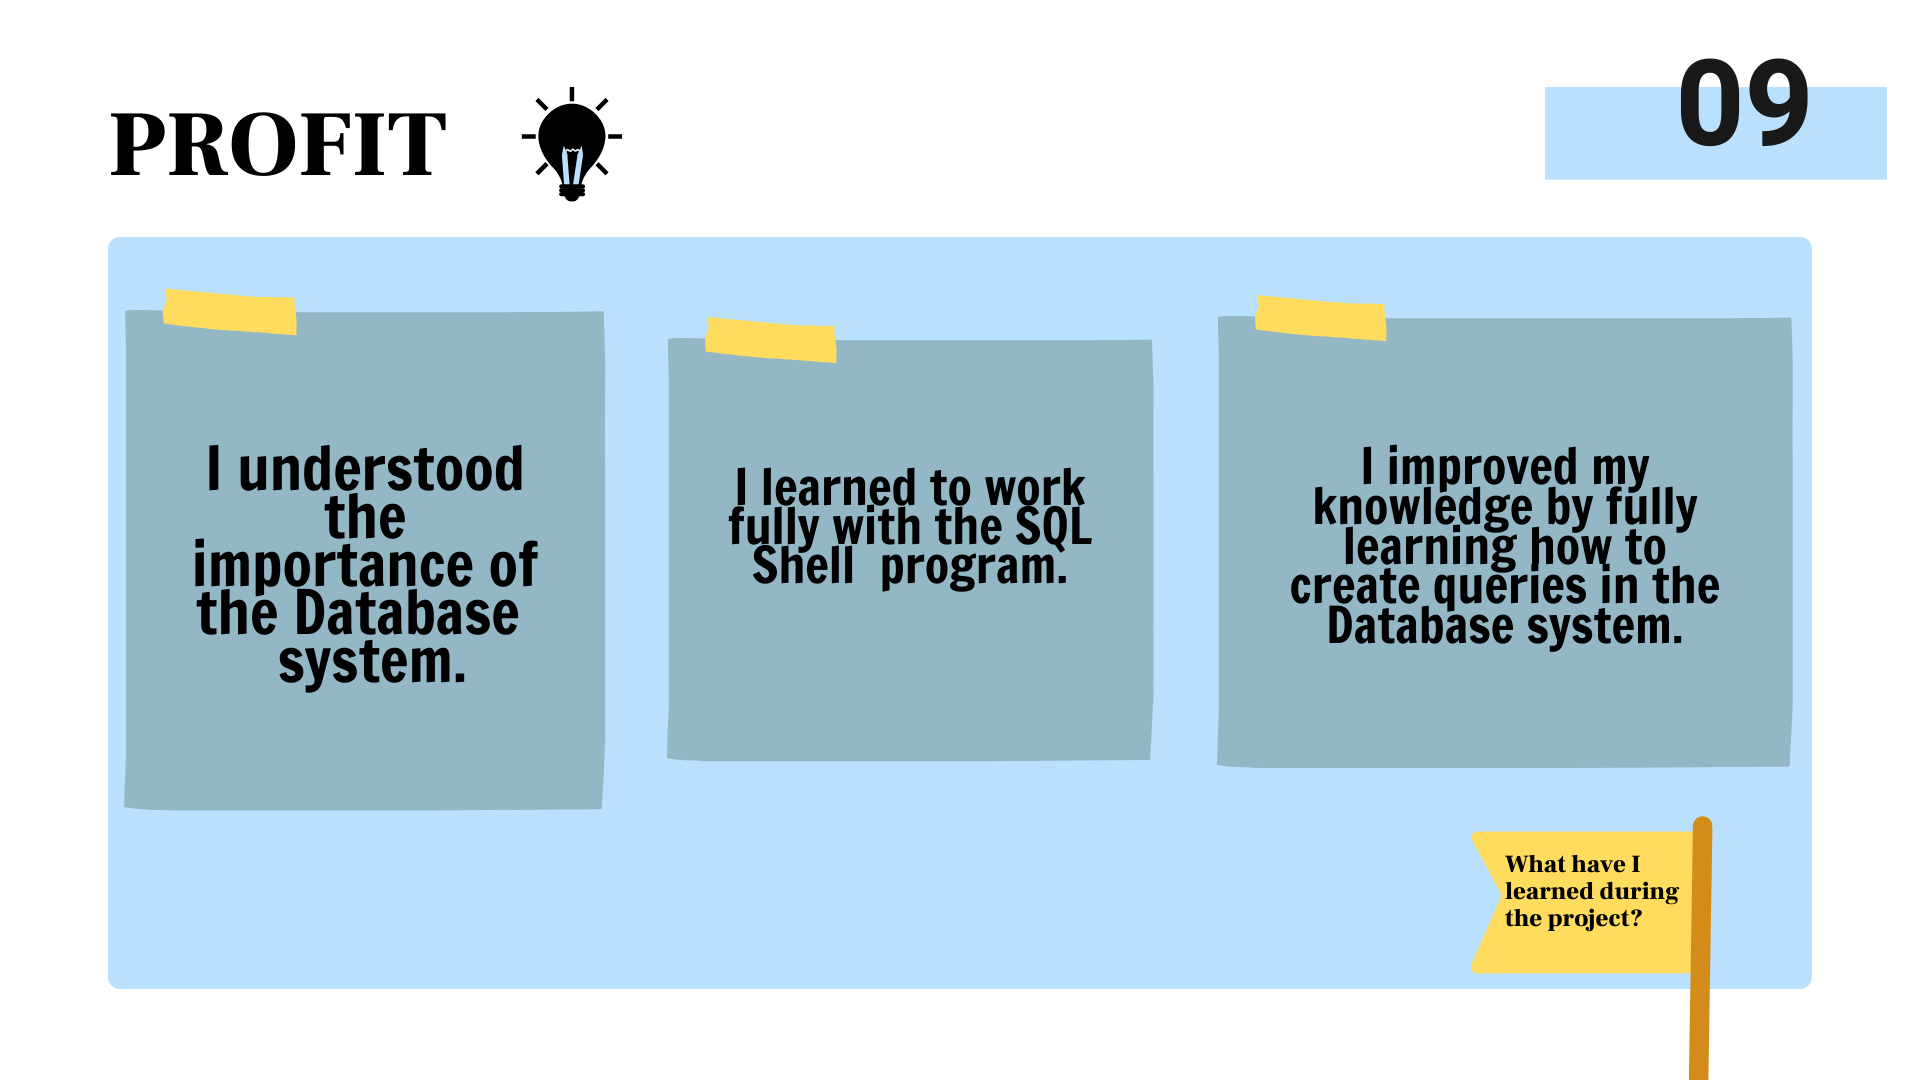 PROFIT
09
I understood
the
importance of
the Database
system.
I learned to work
fully with the SQL
Shell  program.
I improved my
knowledge by fully
learning how to
create queries in the
Database system.
What have I
learned during
the project?